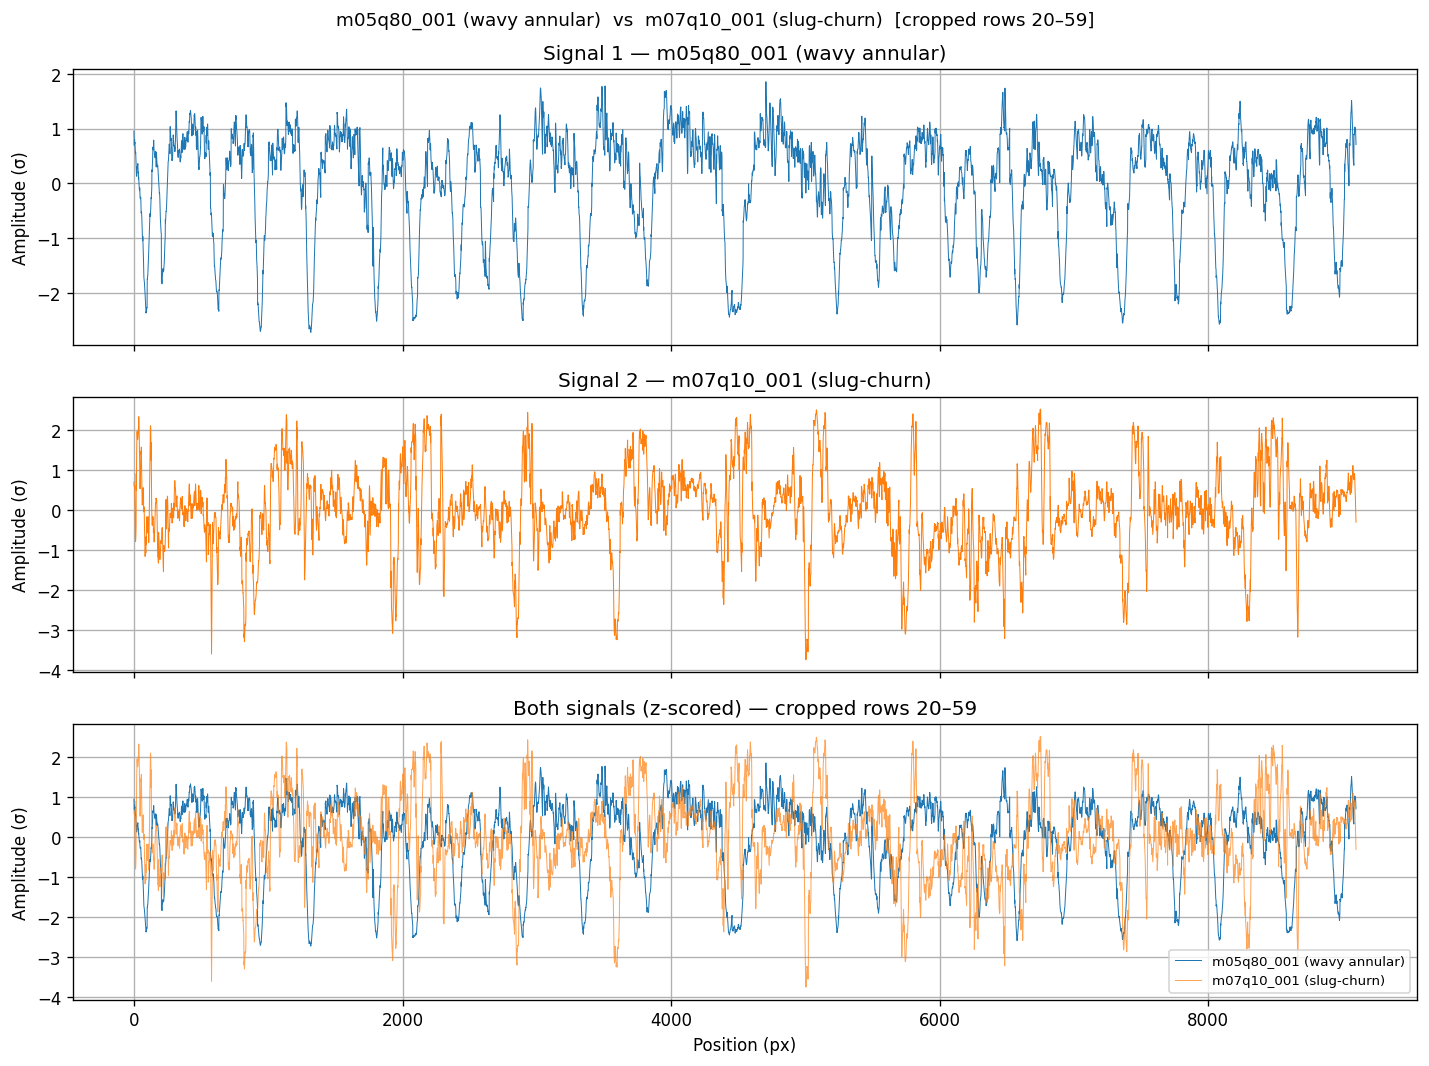 m05q80_001 (wavy annular)  vs  m07q10_001 (slug-churn)  [cropped rows 20–59]
Signal 1 — m05q80_001 (wavy annular)
Amplitude (σ)
2
1
0
−1
−2
Signal 2 — m07q10_001 (slug-churn)
Amplitude (σ)
2
1
0
−1
−2
−3
−4
Both signals (z-scored) — cropped rows 20–59
Amplitude (σ)
2
1
0
−1
−2
−3
−4
m05q80_001 (wavy annular)
m07q10_001 (slug-churn)
0 2000 4000 6000 8000
Position (px)